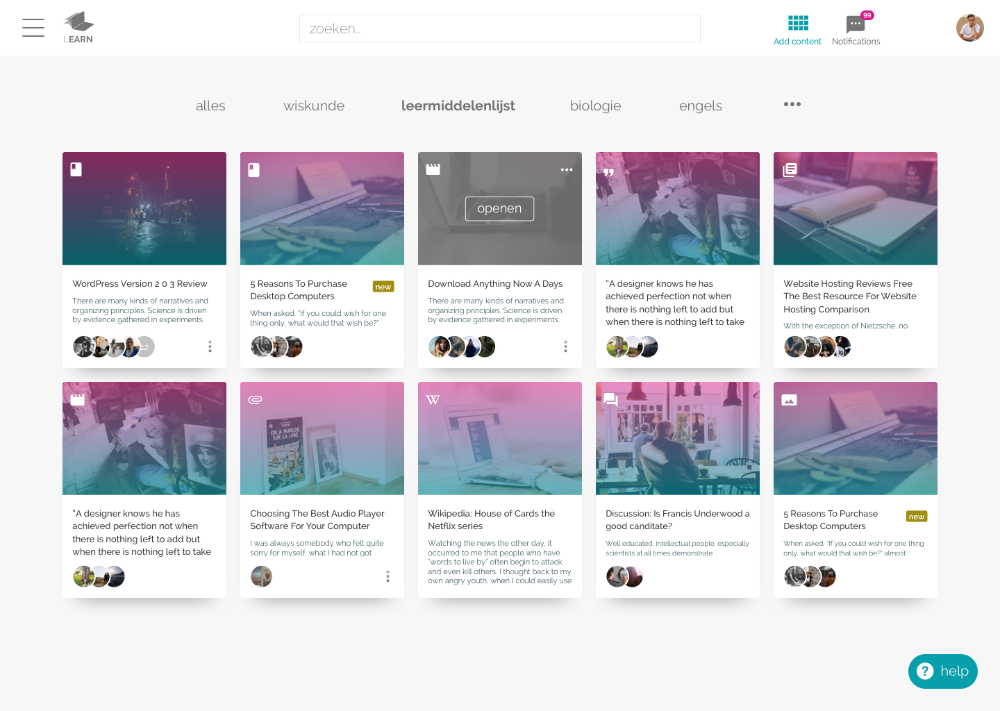 LEARN
zoeken...
Add content
99
Notifications
alles
wiskunde
leermiddelenlijst
biologie
engels
WordPress Version 2 0 3 Review
There are many kinds of narratives and
organizing principles. Science is driven
by evidence gathered in experiments,
12
5 Reasons To Purchase
Desktop Computers
new
When asked, "If you could wish for one
thing only, what would that wish be?"
openen
Download Anything Now A Days
There are many kinds of narratives and
organizing principles. Science is driven
by evidence gathered in experiments,
"A designer knows he has
achieved perfection not when
there is nothing left to add but
when there is nothing left to take
Website Hosting Reviews Free
The Best Resource For Website
Hosting Comparison
With the exception of Nietzsche, no
10
"A designer knows he has
achieved perfection not when
there is nothing left to add but
when there is nothing left to take
ON A MARCHÉ
SUR LA LUNE
Choosing The Best Audio Player
Software For Your Computer
I was always somebody who felt quite
sorry for myself, what I had not got
W
Wikipedia: House of Cards the
Netflix series
Watching the news the other day, it
occurred to me that people who have
"words to live by" often begin to attack
and even kill others. I thought back to my
own angry youth, when I could easily use
Discussion: Is Francis Underwood a
good canditate?
Well educated, intellectual people, especially
scientists at all times demonstrate
5 Reasons To Purchase
Desktop Computers
new
When asked, "If you could wish for one thing
only, what would that wish be?" almost
? help